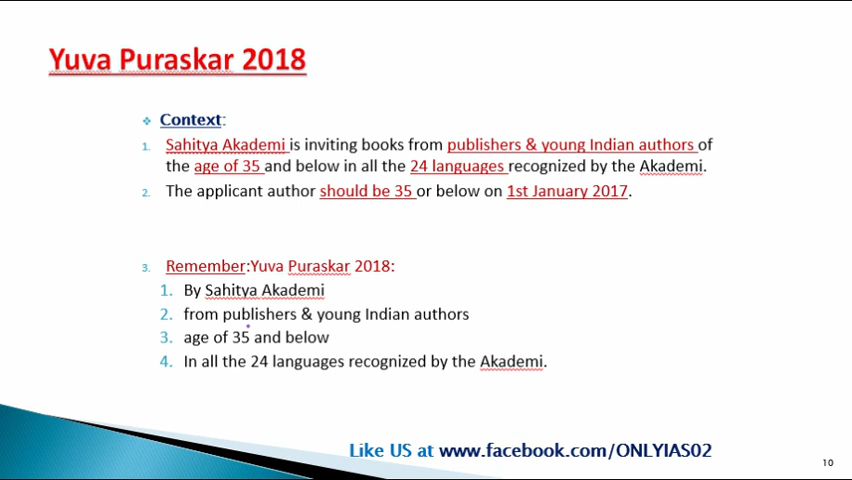 Yuva Puraskar 2018
❖ Context:
1. Sahitya Akademi is inviting books from publishers & young Indian authors of
the age of 35 and below in all the 24 languages recognized by the Akademi.
2. The applicant author should be 35 or below on 1st January 2017.
3. Remember:Yuva Puraskar 2018:
1. By Sahitya Akademi
2. from publishers & young Indian authors
3. age of 35 and below
4. In all the 24 languages recognized by the Akademi.
Like US at www.facebook.com/ONLYIAS02
10